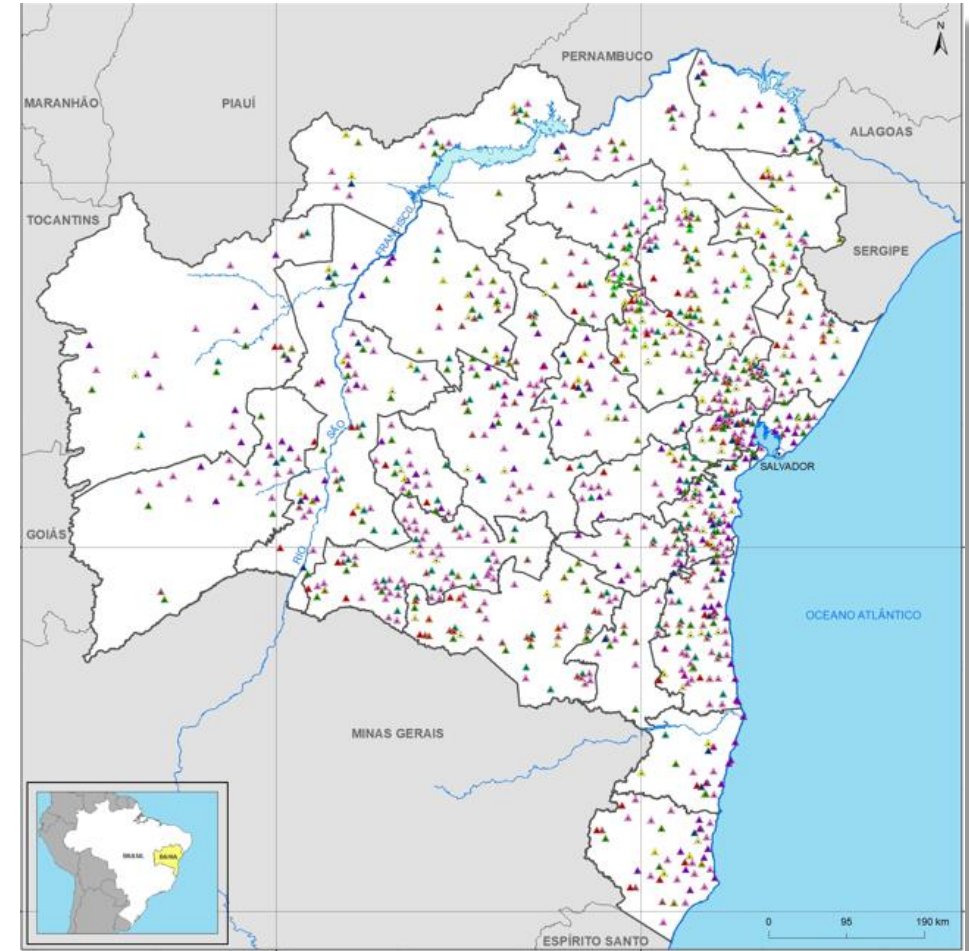 N
PERNAMBUCO
MARANHÃO
PIAUÍ
ALAGOAS
TOCANTINS
FRANCISCO
SERGIPE
SÃO
SALVADOR
GOIÁS
RIO
OCEANO ATLÂNTICO
MINAS GERAIS
BRASIL
BAHIA
0 95 190 km
ESPÍRITO SANTO